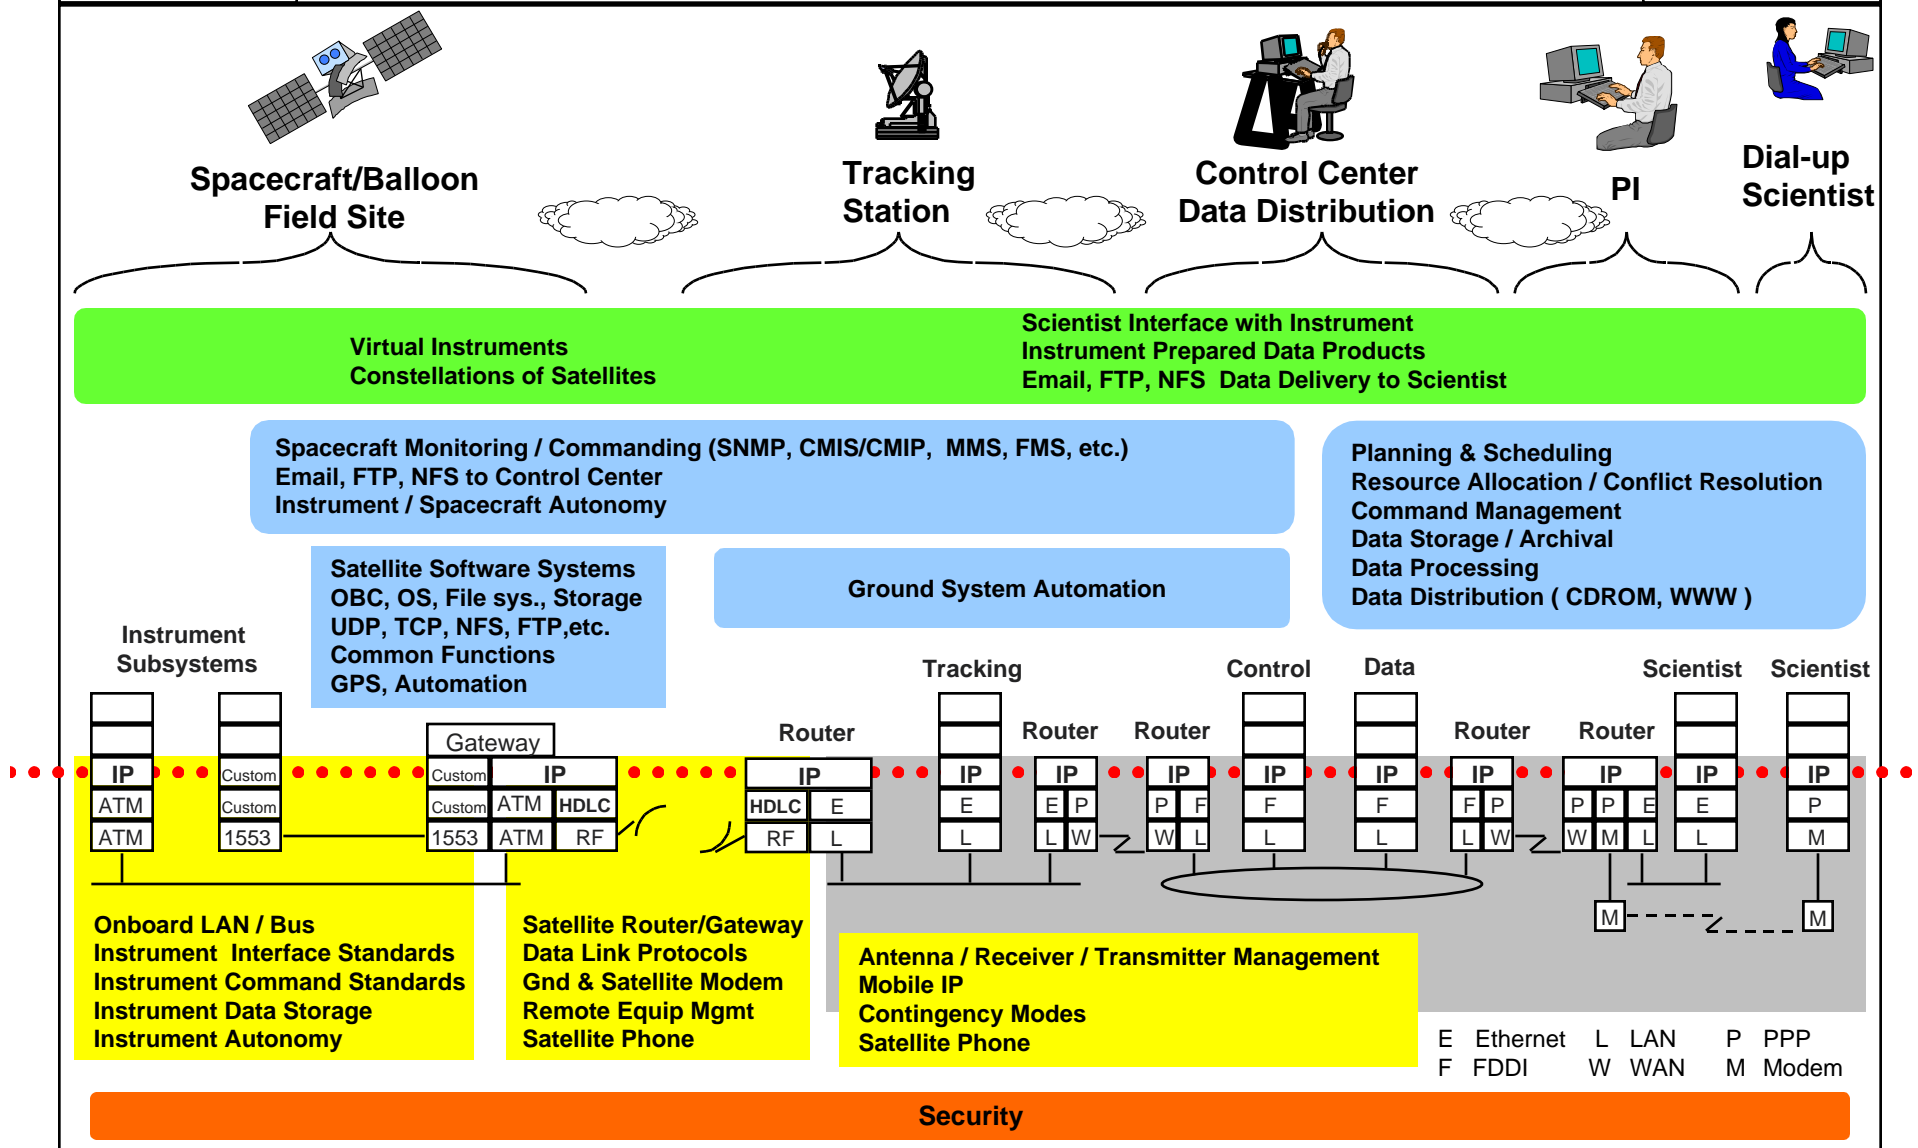 Spacecraft/Balloon
Field Site
Tracking
Station
Control Center
Data Distribution
PI
Dial-up
Scientist
Virtual Instruments
Constellations of Satellites
Scientist Interface with Instrument
Instrument Prepared Data Products
Email, FTP, NFS Data Delivery to Scientist
Spacecraft Monitoring / Commanding (SNMP, CMIS/CMIP, MMS, FMS, etc.)
Email, FTP, NFS to Control Center
Instrument / Spacecraft Autonomy
Planning & Scheduling
Resource Allocation / Conflict Resolution
Command Management
Data Storage / Archival
Data Processing
Data Distribution ( CDROM, WWW )
Satellite Software Systems
OBC, OS, File sys., Storage
UDP, TCP, NFS, FTP,etc.
Common Functions
GPS, Automation
Ground System Automation
Instrument
Subsystems
Tracking
Control
Data
Scientist
Scientist
Gateway
Router
Router
Router
Router
Router
IP
Custom
Custom
IP
IP
IP
IP
IP
IP
IP
IP
IP
IP
IP
ATM
Custom
Custom
ATM
HDLC
HDLC
E
E
E
P
P
F
F
F
F
P
P
P
E
E
P
ATM
1553
1553
ATM
RF
RF
L
L
L
W
W
L
L
L
L
W
W
M
L
L
M
M
M
Onboard LAN / Bus
Instrument Interface Standards
Instrument Command Standards
Instrument Data Storage
Instrument Autonomy
Satellite Router/Gateway
Data Link Protocols
Gnd & Satellite Modem
Remote Equip Mgmt
Satellite Phone
Antenna / Receiver / Transmitter Management
Mobile IP
Contingency Modes
Satellite Phone
E Ethernet L LAN P PPP
F FDDI W WAN M Modem
Security